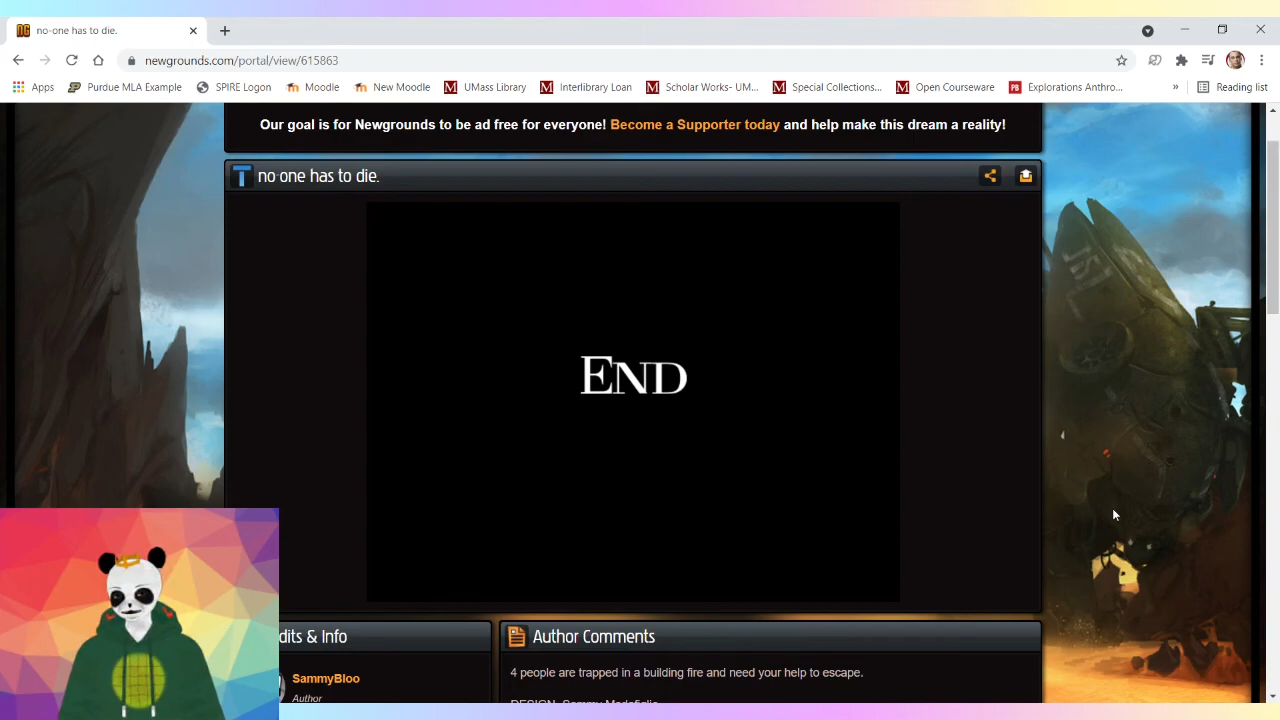 no-one has to die.
newgrounds.com/portal/view/615863
Apps
Purdue MLA Example
SPIRE Logon
Moodle
New Moodle
UMass Library
Interlibrary Loan
Scholar Works- UM...
Special Collections...
Open Courseware
Explorations Anthro...
»
Reading list
Our goal is for Newgrounds to be ad free for everyone! Become a Supporter today and help make this dream a reality!
T no-one has to die.
END
dits & Info
Author Comments
SammyBloo
Author
4 people are trapped in a building fire and need your help to escape.